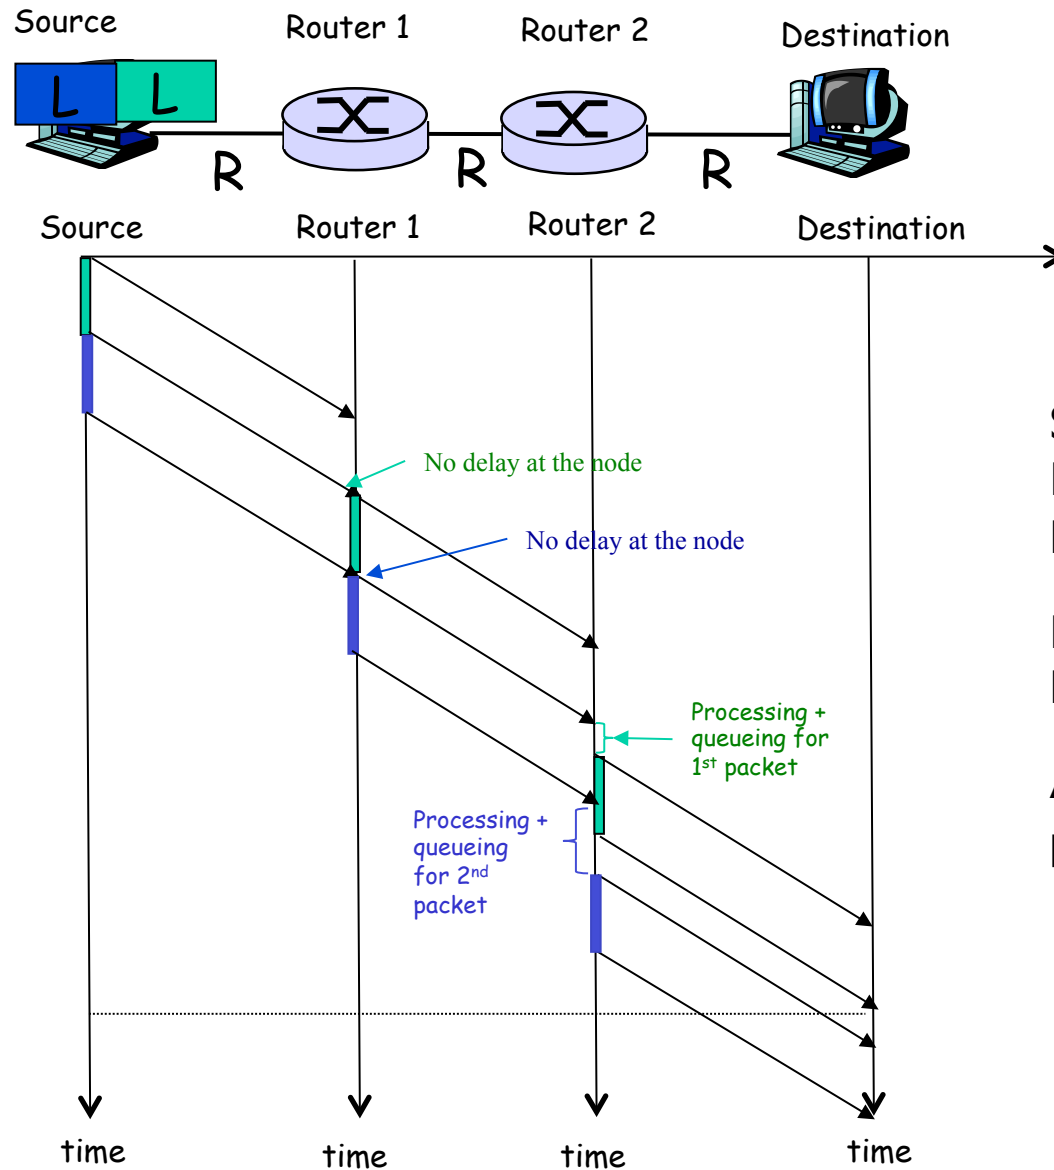 Source
Router 1
Router 2
Destination
L
L
R
R
R
Source
Router 1
Router 2
Destination
No delay at the node
No delay at the node
Processing +
queueing for
1st packet
Processing +
queueing
for 2nd
packet
time
time
time
time